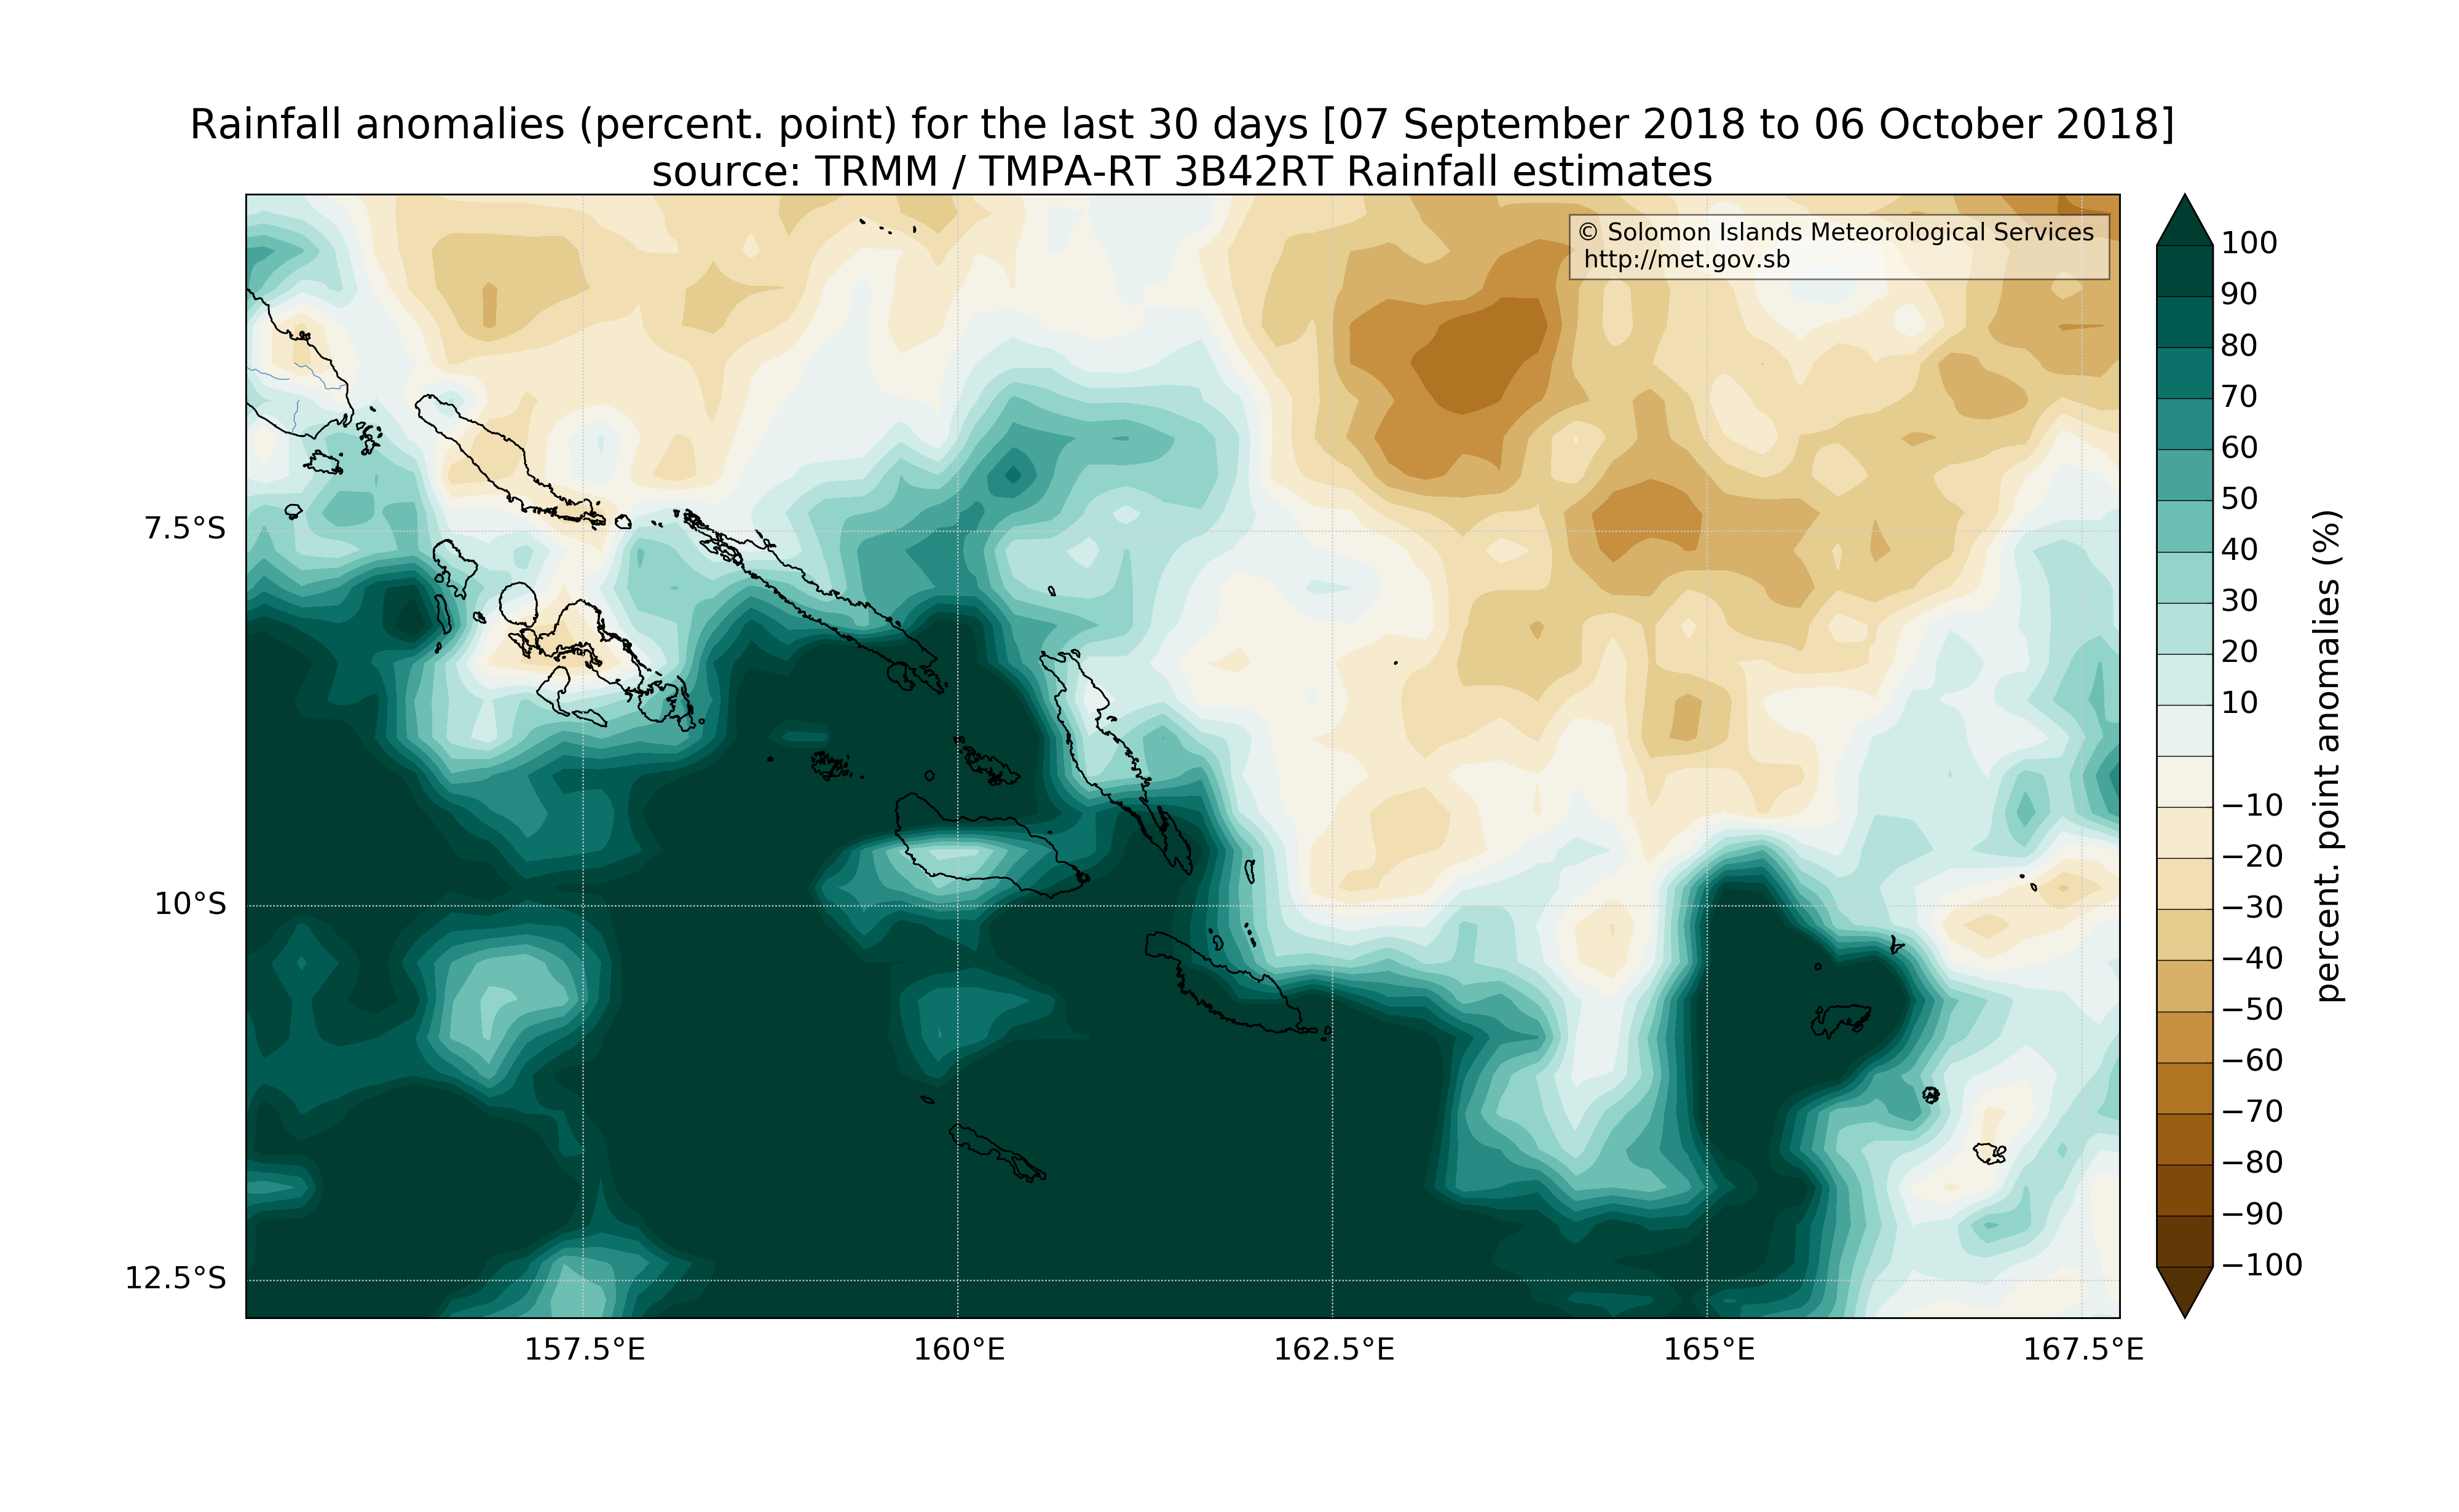 Rainfall anomalies (percent. point) for the last 30 days [07 September 2018 to 06 October 2018]
source: TRMM / TMPA-RT 3B42RT Rainfall estimates
© Solomon Islands Meteorological Services
http://met.gov.sb
7.5°S
10°S
12.5°S
157.5°E
160°E
162.5°E
165°E
167.5°E
100
90
80
70
60
50
40
30
20
10
−10
−20
−30
−40
−50
−60
−70
−80
−90
−100
percent. point anomalies (%)